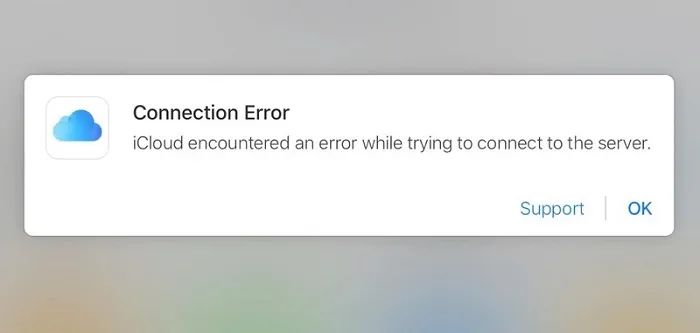 Connection Error
iCloud encountered an error while trying to connect to the server.
Support
OK